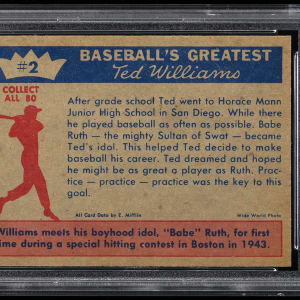 #2
BASEBALL'S GREATEST
Ted Williams
COLLECT
ALL 80
After grade school Ted went to Horace Mann
Junior High School in San Diego. While there
he played baseball as often as possible. Babe
Ruth — the mighty Sultan of Swat — became
Ted's idol. This helped Ted decide to make
baseball his career. Ted dreamed and hoped
he might be as great a player as Ruth. Prac-
tice — practice — practice was the key to this
goal.
All Card Data by E. Mifflin
Wide World Photo
Williams meets his boyhood idol, "Babe" Ruth, for first
time during a special hitting contest in Boston in 1943.